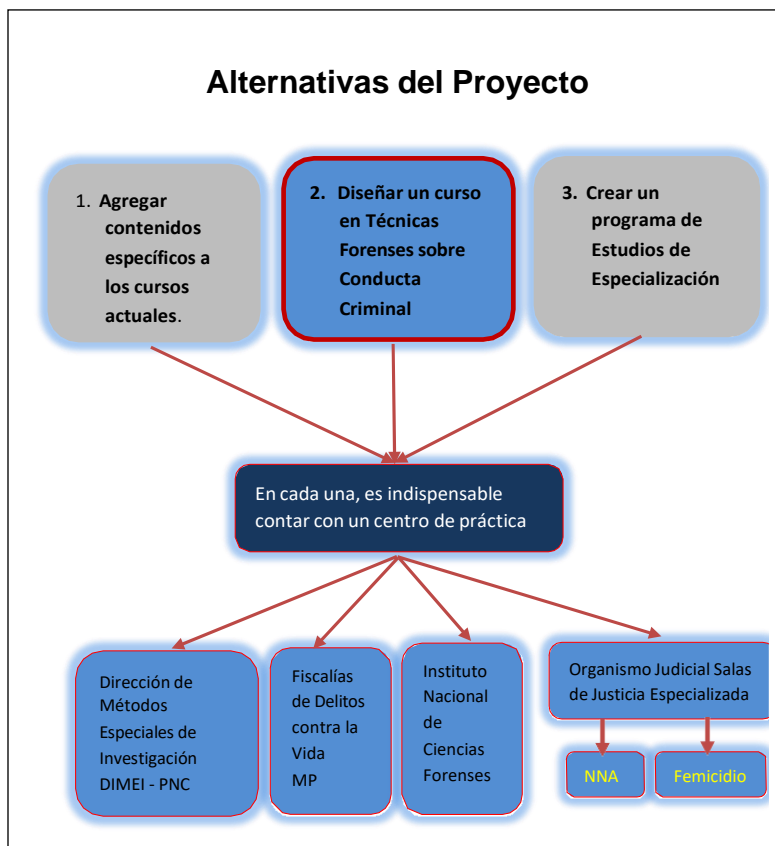 Alternativas del Proyecto
1. Agregar
contenidos
específicos a
los cursos
actuales.
2. Diseñar un curso
en Técnicas
Forenses sobre
Conducta
Criminal
3. Crear un
programa de
Estudios de
Especialización
En cada una, es indispensable
contar con un centro de práctica
Dirección de
Métodos
Especiales de
Investigación
DIMEI - PNC
Fiscalías
de Delitos
contra la
Vida
MP
Instituto
Nacional
de
Ciencias
Forenses
Organismo Judicial Salas
de Justicia Especializada
NNA
Femicidio